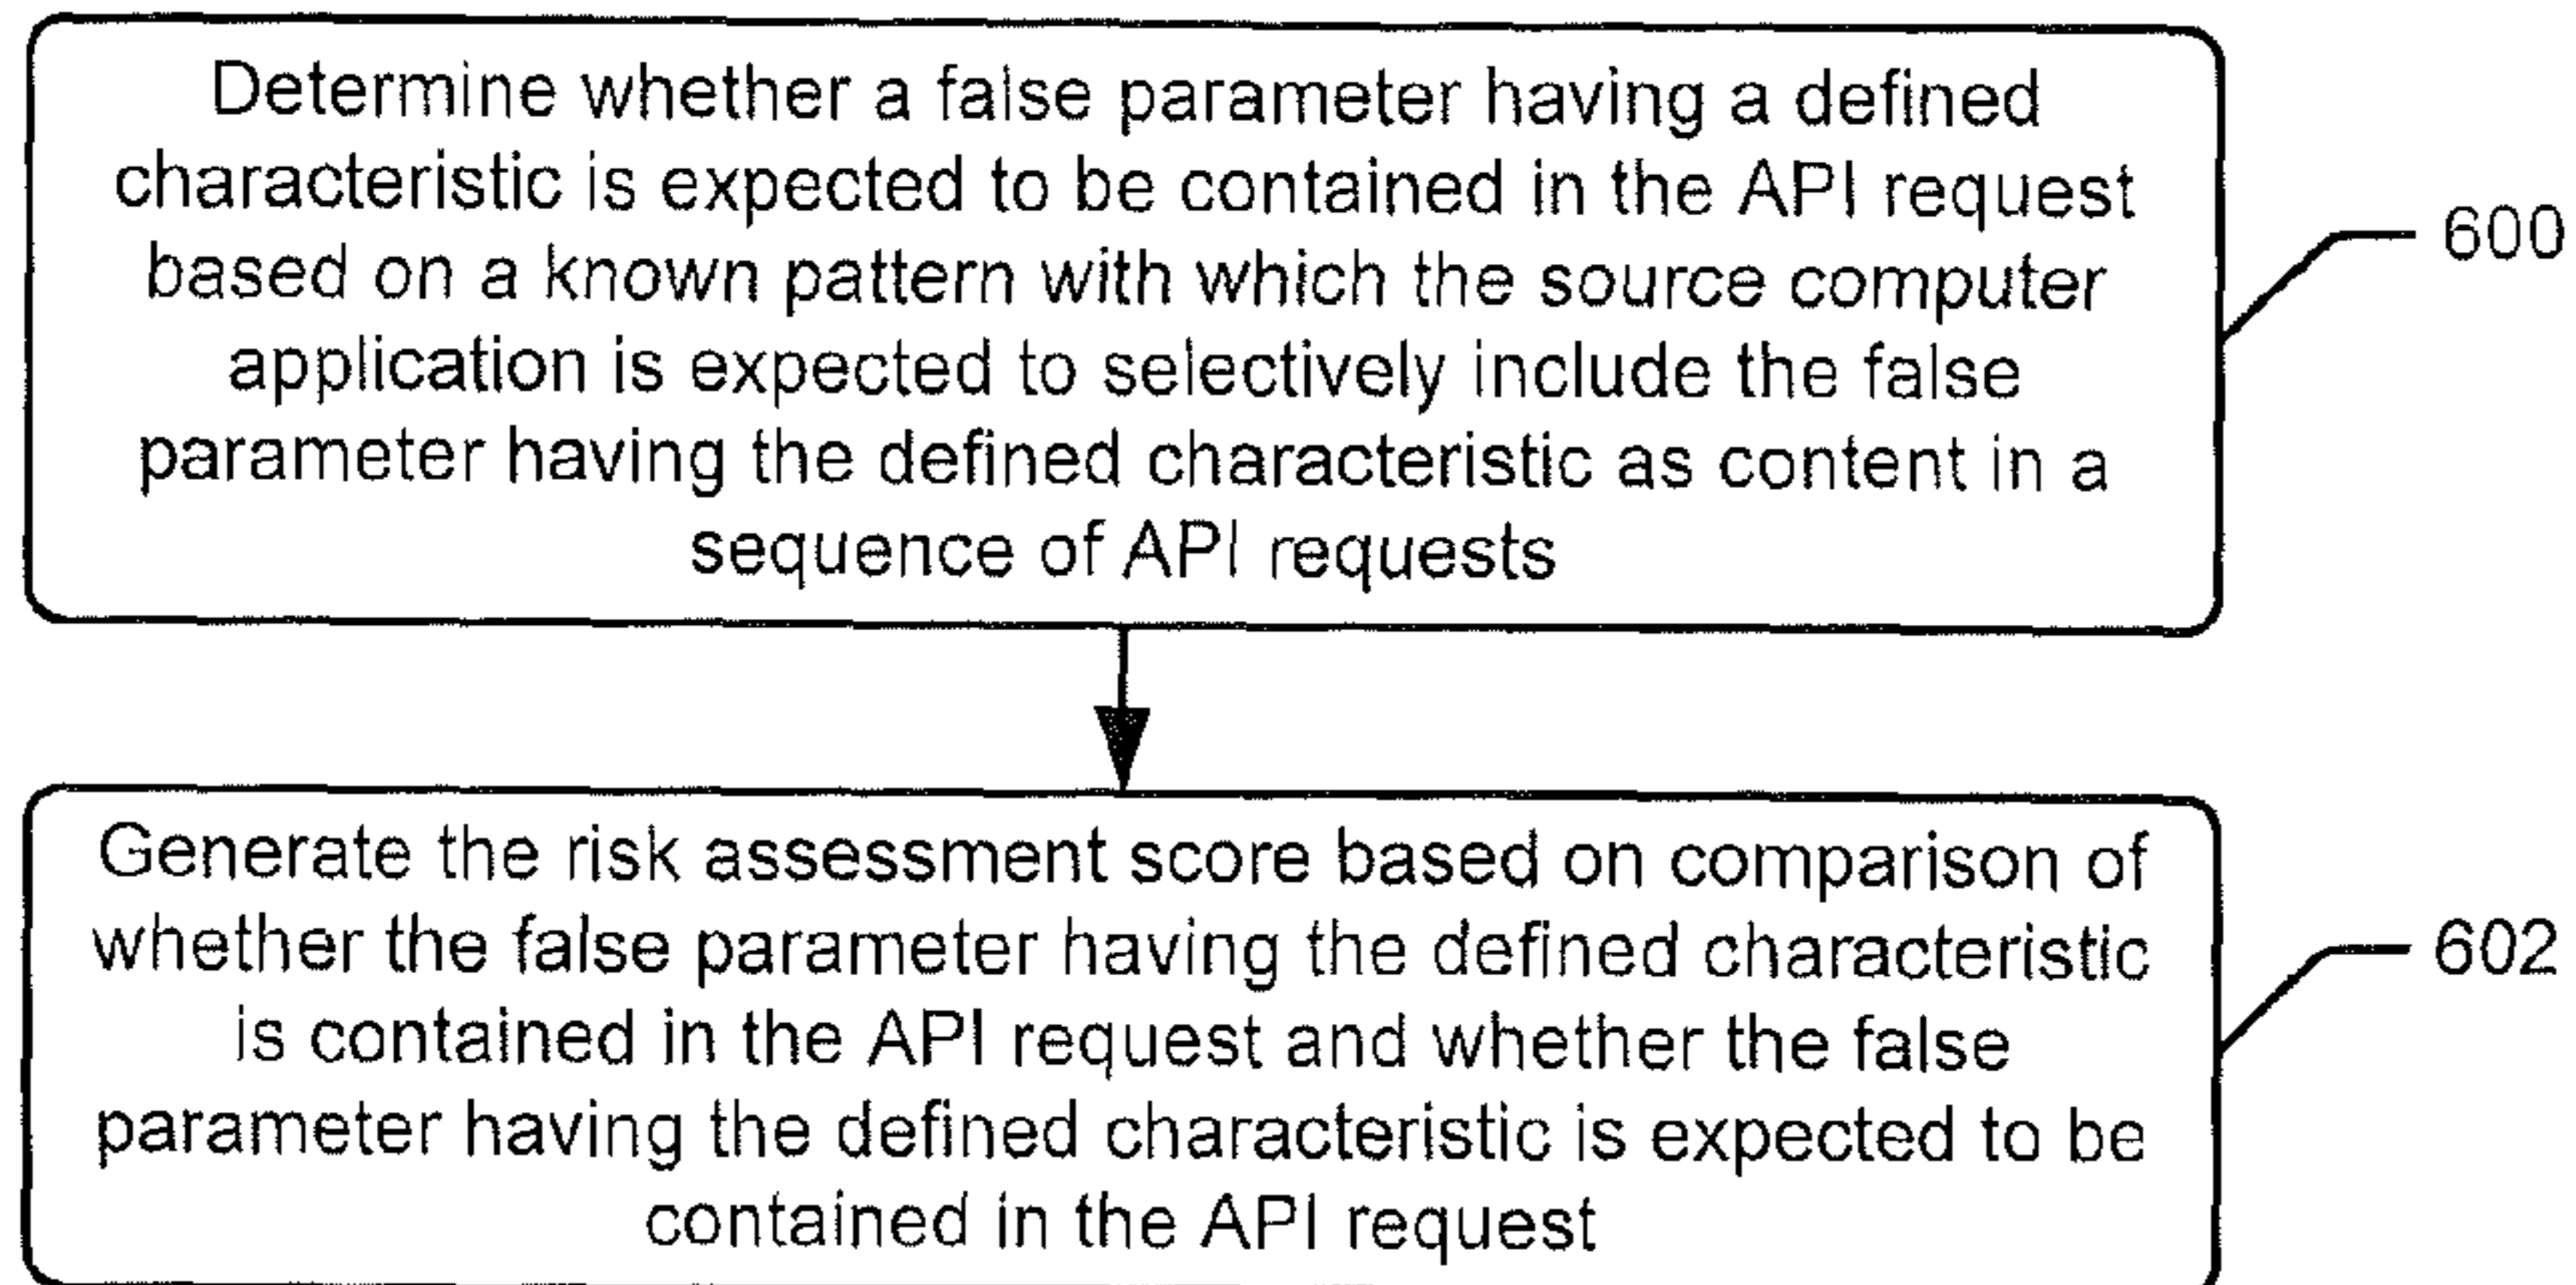 Determine whether a false parameter having a defined
characteristic is expected to be contained in the API request
based on a known pattern with which the source computer
application is expected to selectively include the false
parameter having the defined characteristic as content in a
sequence of API requests
600
Generate the risk assessment score based on comparison of
whether the false parameter having the defined characteristic
is contained in the API request and whether the false
parameter having the defined characteristic is expected to be
contained in the API request
602